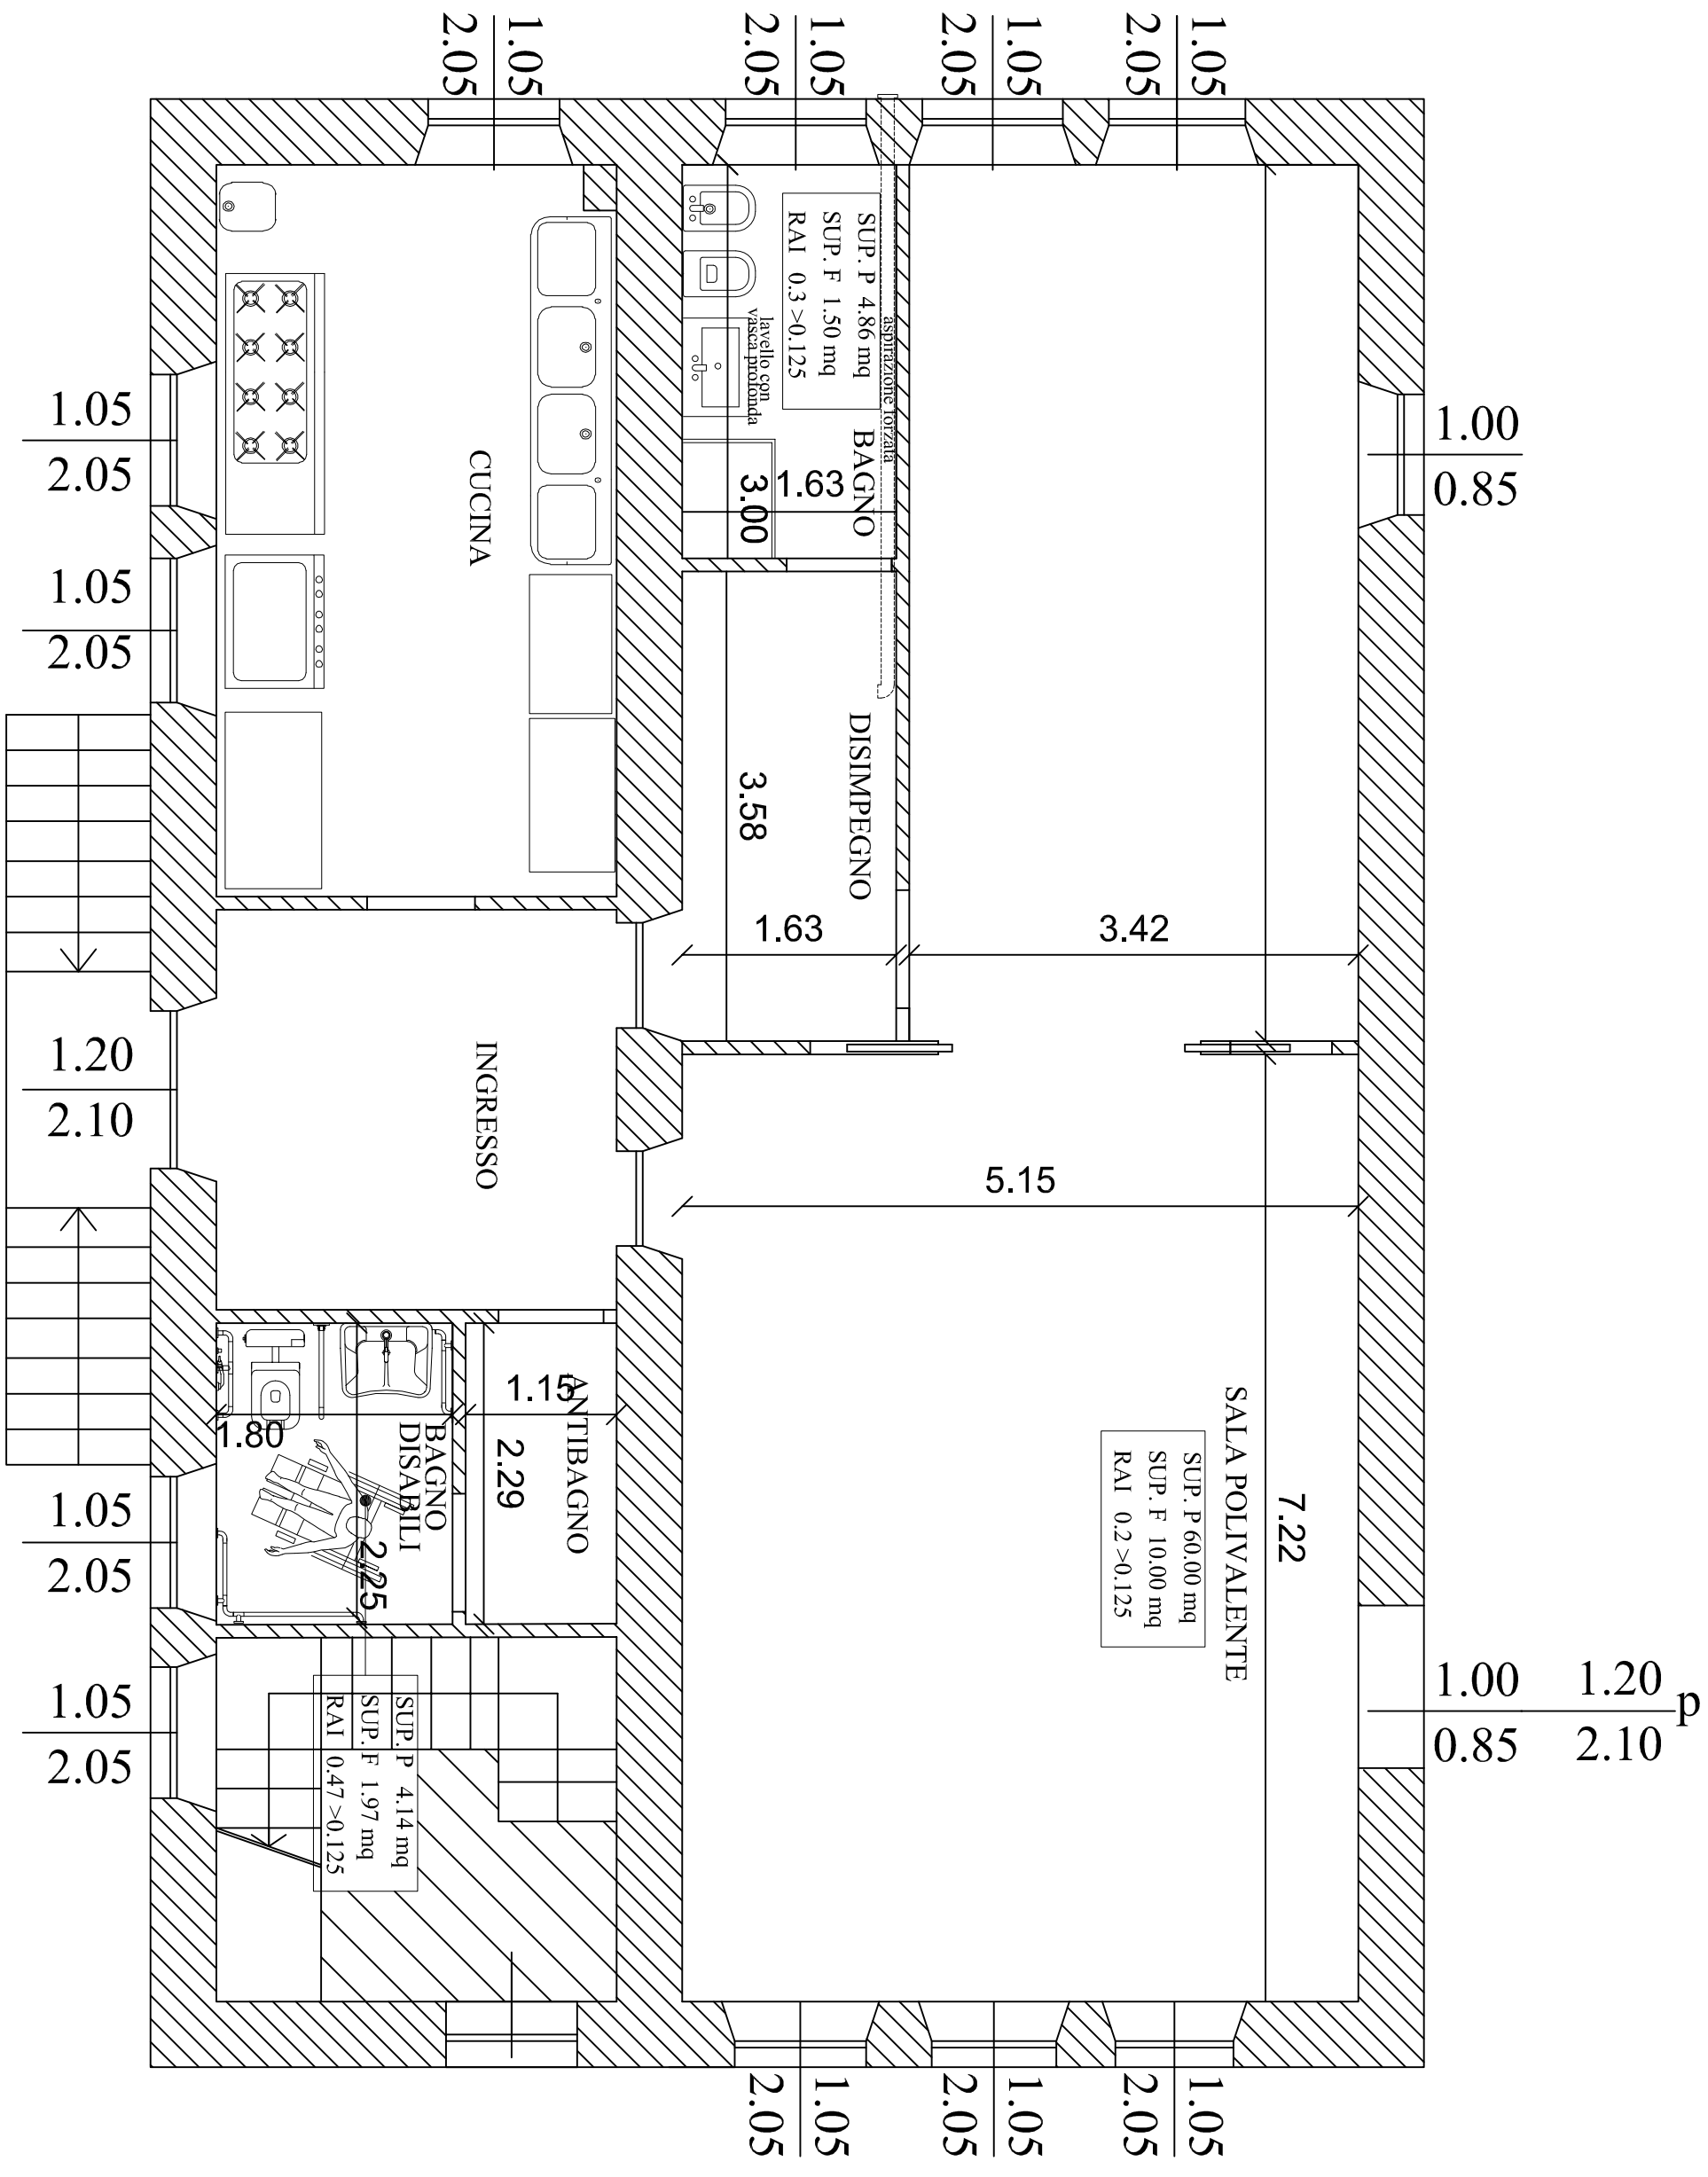 1.05
2.05
1.05
2.05
1.05
2.05
1.05
2.05
1.00
0.85
1.05
2.05
1.05
2.05
CUCINA
SUP. P 4.86 mq
SUP. F 1.50 mq
RAI 0.3 >0.125
lavello con
vasca profonda
aspirazione forzata
BAGNO
1.63
3.00
DISIMPEGNO
3.58
1.63
3.42
1.20
2.10
INGRESSO
5.15
ANTIBAGNO
1.15
2.29
BAGNO
DISABILI
1.80
2.25
SALA POLIVALENTE
SUP. P 60.00 mq
SUP. F 10.00 mq
RAI 0.2 >0.125
7.22
1.05
2.05
1.05
2.05
SUP. P 4.14 mq
SUP. F 1.97 mq
RAI 0.47 >0.125
1.00 1.20
p
0.85 2.10
1.05
2.05
1.05
2.05
1.05
2.05